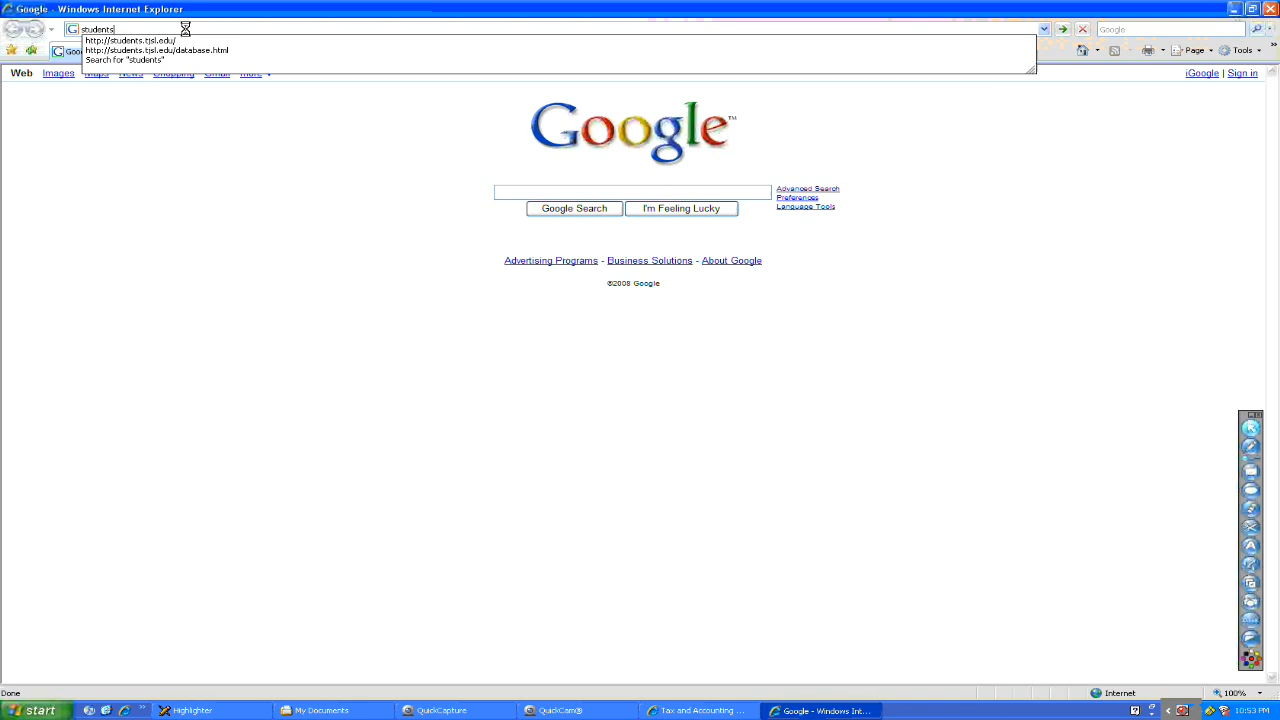 Google - Windows Internet Explorer
students
Google
http://students.tjsl.edu/
http://students.tjsl.edu/database.html
Search for "students"
Page
Tools
Web Images Maps News Shopping Gmail more
iGoogle | Sign in
Google™
Advanced Search
Preferences
Language Tools
Google Search I'm Feeling Lucky
Advertising Programs - Business Solutions - About Google
©2008 Google
Done
Internet
100%
start
Highlighter
My Documents
QuickCapture
QuickCam®
Tax and Accounting ...
Google - Windows Int...
10:53 PM